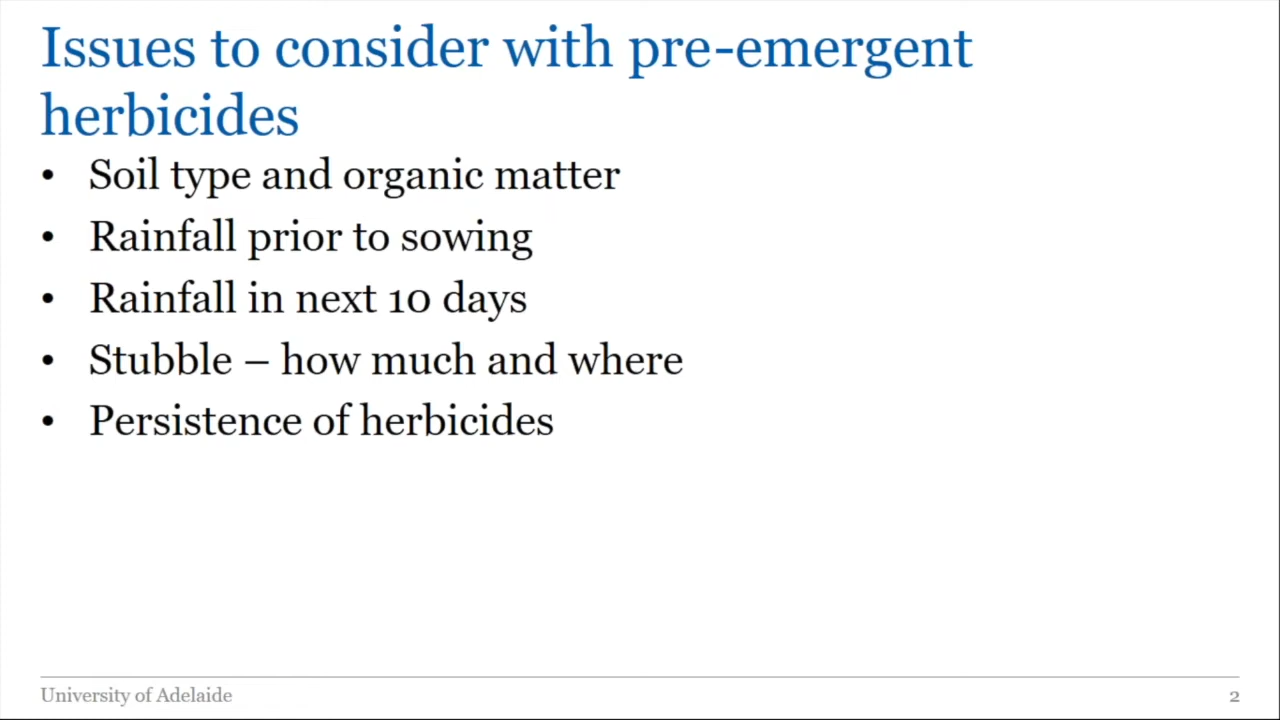 Issues to consider with pre-emergent
herbicides
• Soil type and organic matter
• Rainfall prior to sowing
• Rainfall in next 10 days
• Stubble – how much and where
• Persistence of herbicides
University of Adelaide
2